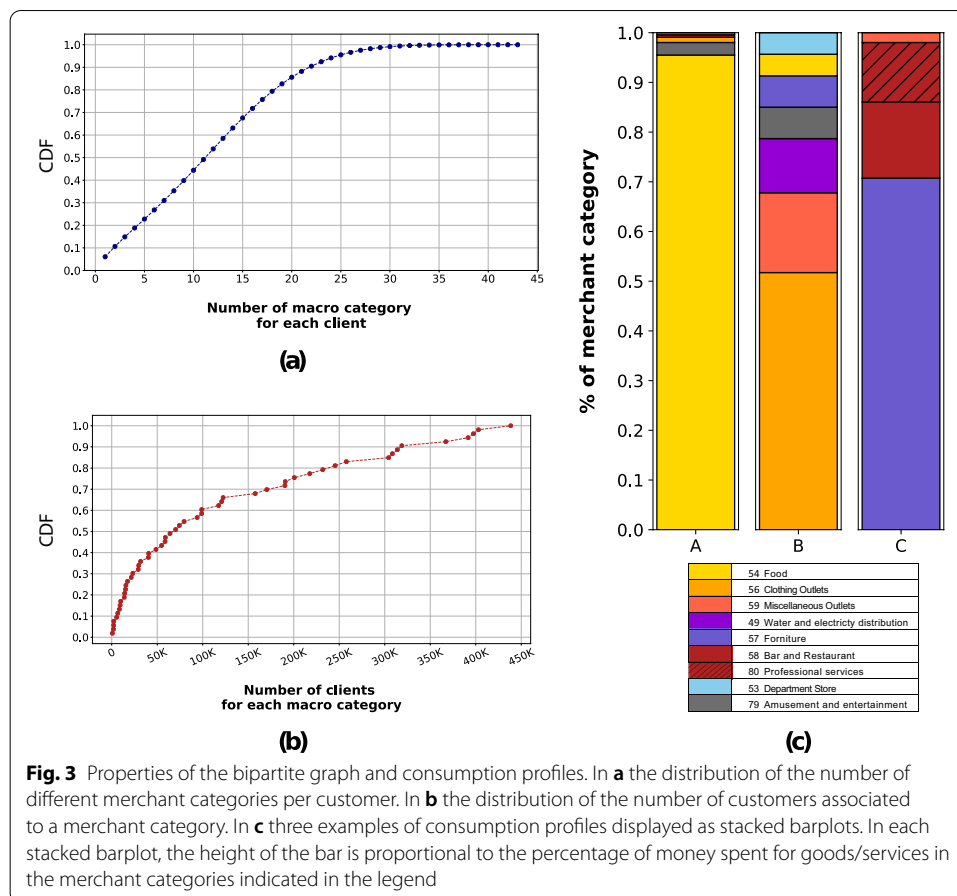 1.0
0.9
0.8
0.7
0.6
0.5
0.4
0.3
0.2
0.1
0.0
CDF
0 5 10 15 20 25 30 35 40 45
Number of macro category
for each client
(a)
1.0
0.9
0.8
0.7
0.6
0.5
0.4
0.3
0.2
0.1
0.0
CDF
0 50K 100K 150K 200K 250K 300K 350K 400K 450K
Number of clients
for each macro category
(b)
1.0
0.9
0.8
0.7
0.6
0.5
0.4
0.3
0.2
0.1
0.0
% of merchant category
A B C
54 Food
56 Clothing Outlets
59 Miscellaneous Outlets
49 Water and electricty distribution
57 Forniture
58 Bar and Restaurant
80 Professional services
53 Department Store
79 Amusement and entertainment
(c)
Fig. 3 Properties of the bipartite graph and consumption profiles. In a the distribution of the number of
different merchant categories per customer. In b the distribution of the number of customers associated
to a merchant category. In c three examples of consumption profiles displayed as stacked barplots. In each
stacked barplot, the height of the bar is proportional to the percentage of money spent for goods/services in
the merchant categories indicated in the legend